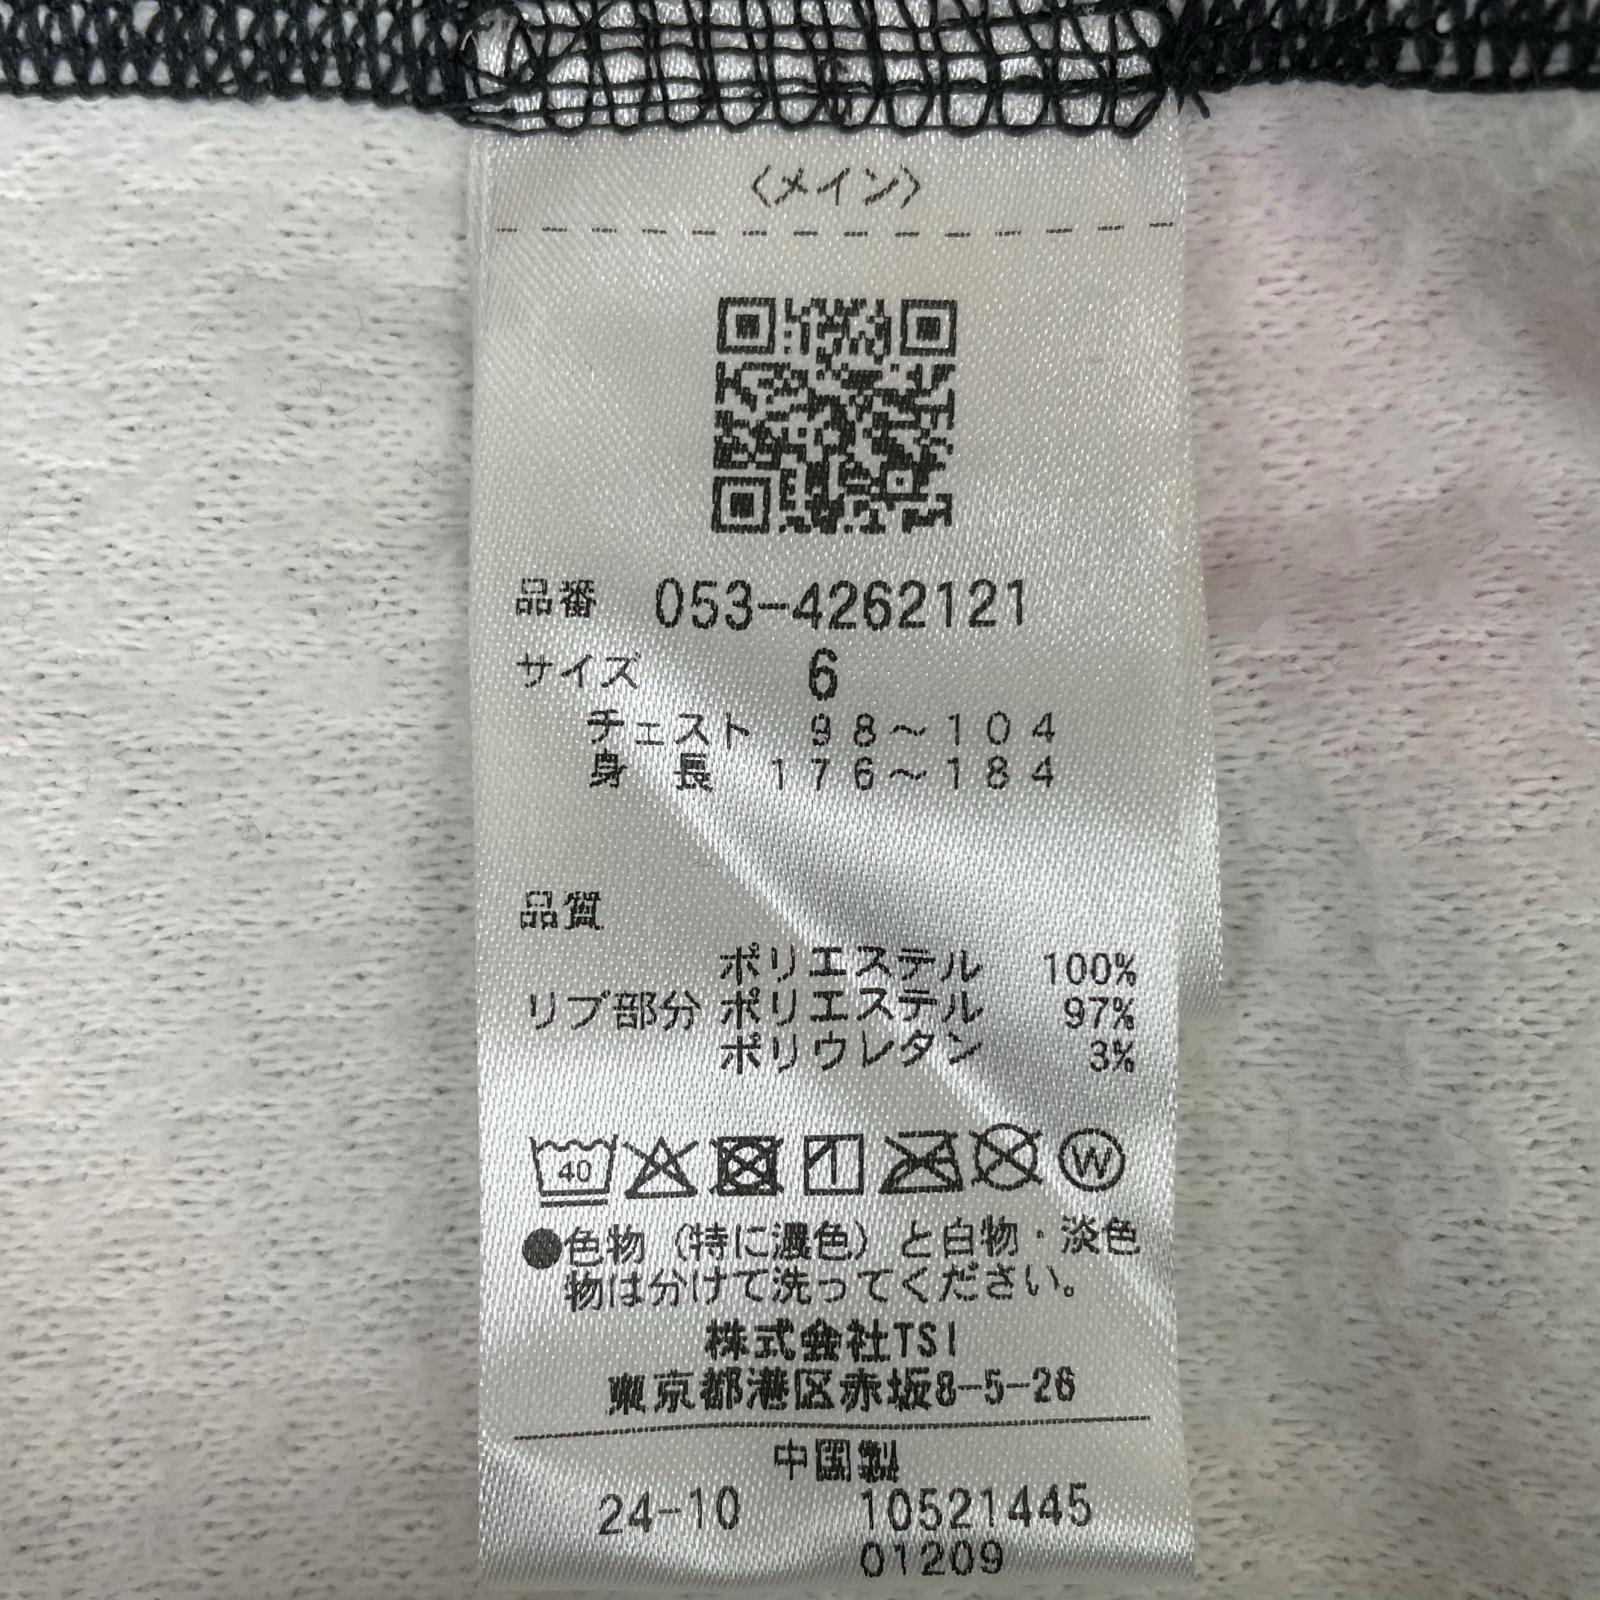 〈メイン〉
品番 053-4262121
サイズ 6
チェスト 98～104
身長 176～184
品質
ポリエステル 100%
リブ部分 ポリエステル 97%
ポリウレタン 3%
40 W
●色物（特に濃色）と白物・淡色
物は分けて洗ってください。
株式会社TSI
東京都港区赤坂8-5-26
中国製
24-10 10521445
01209